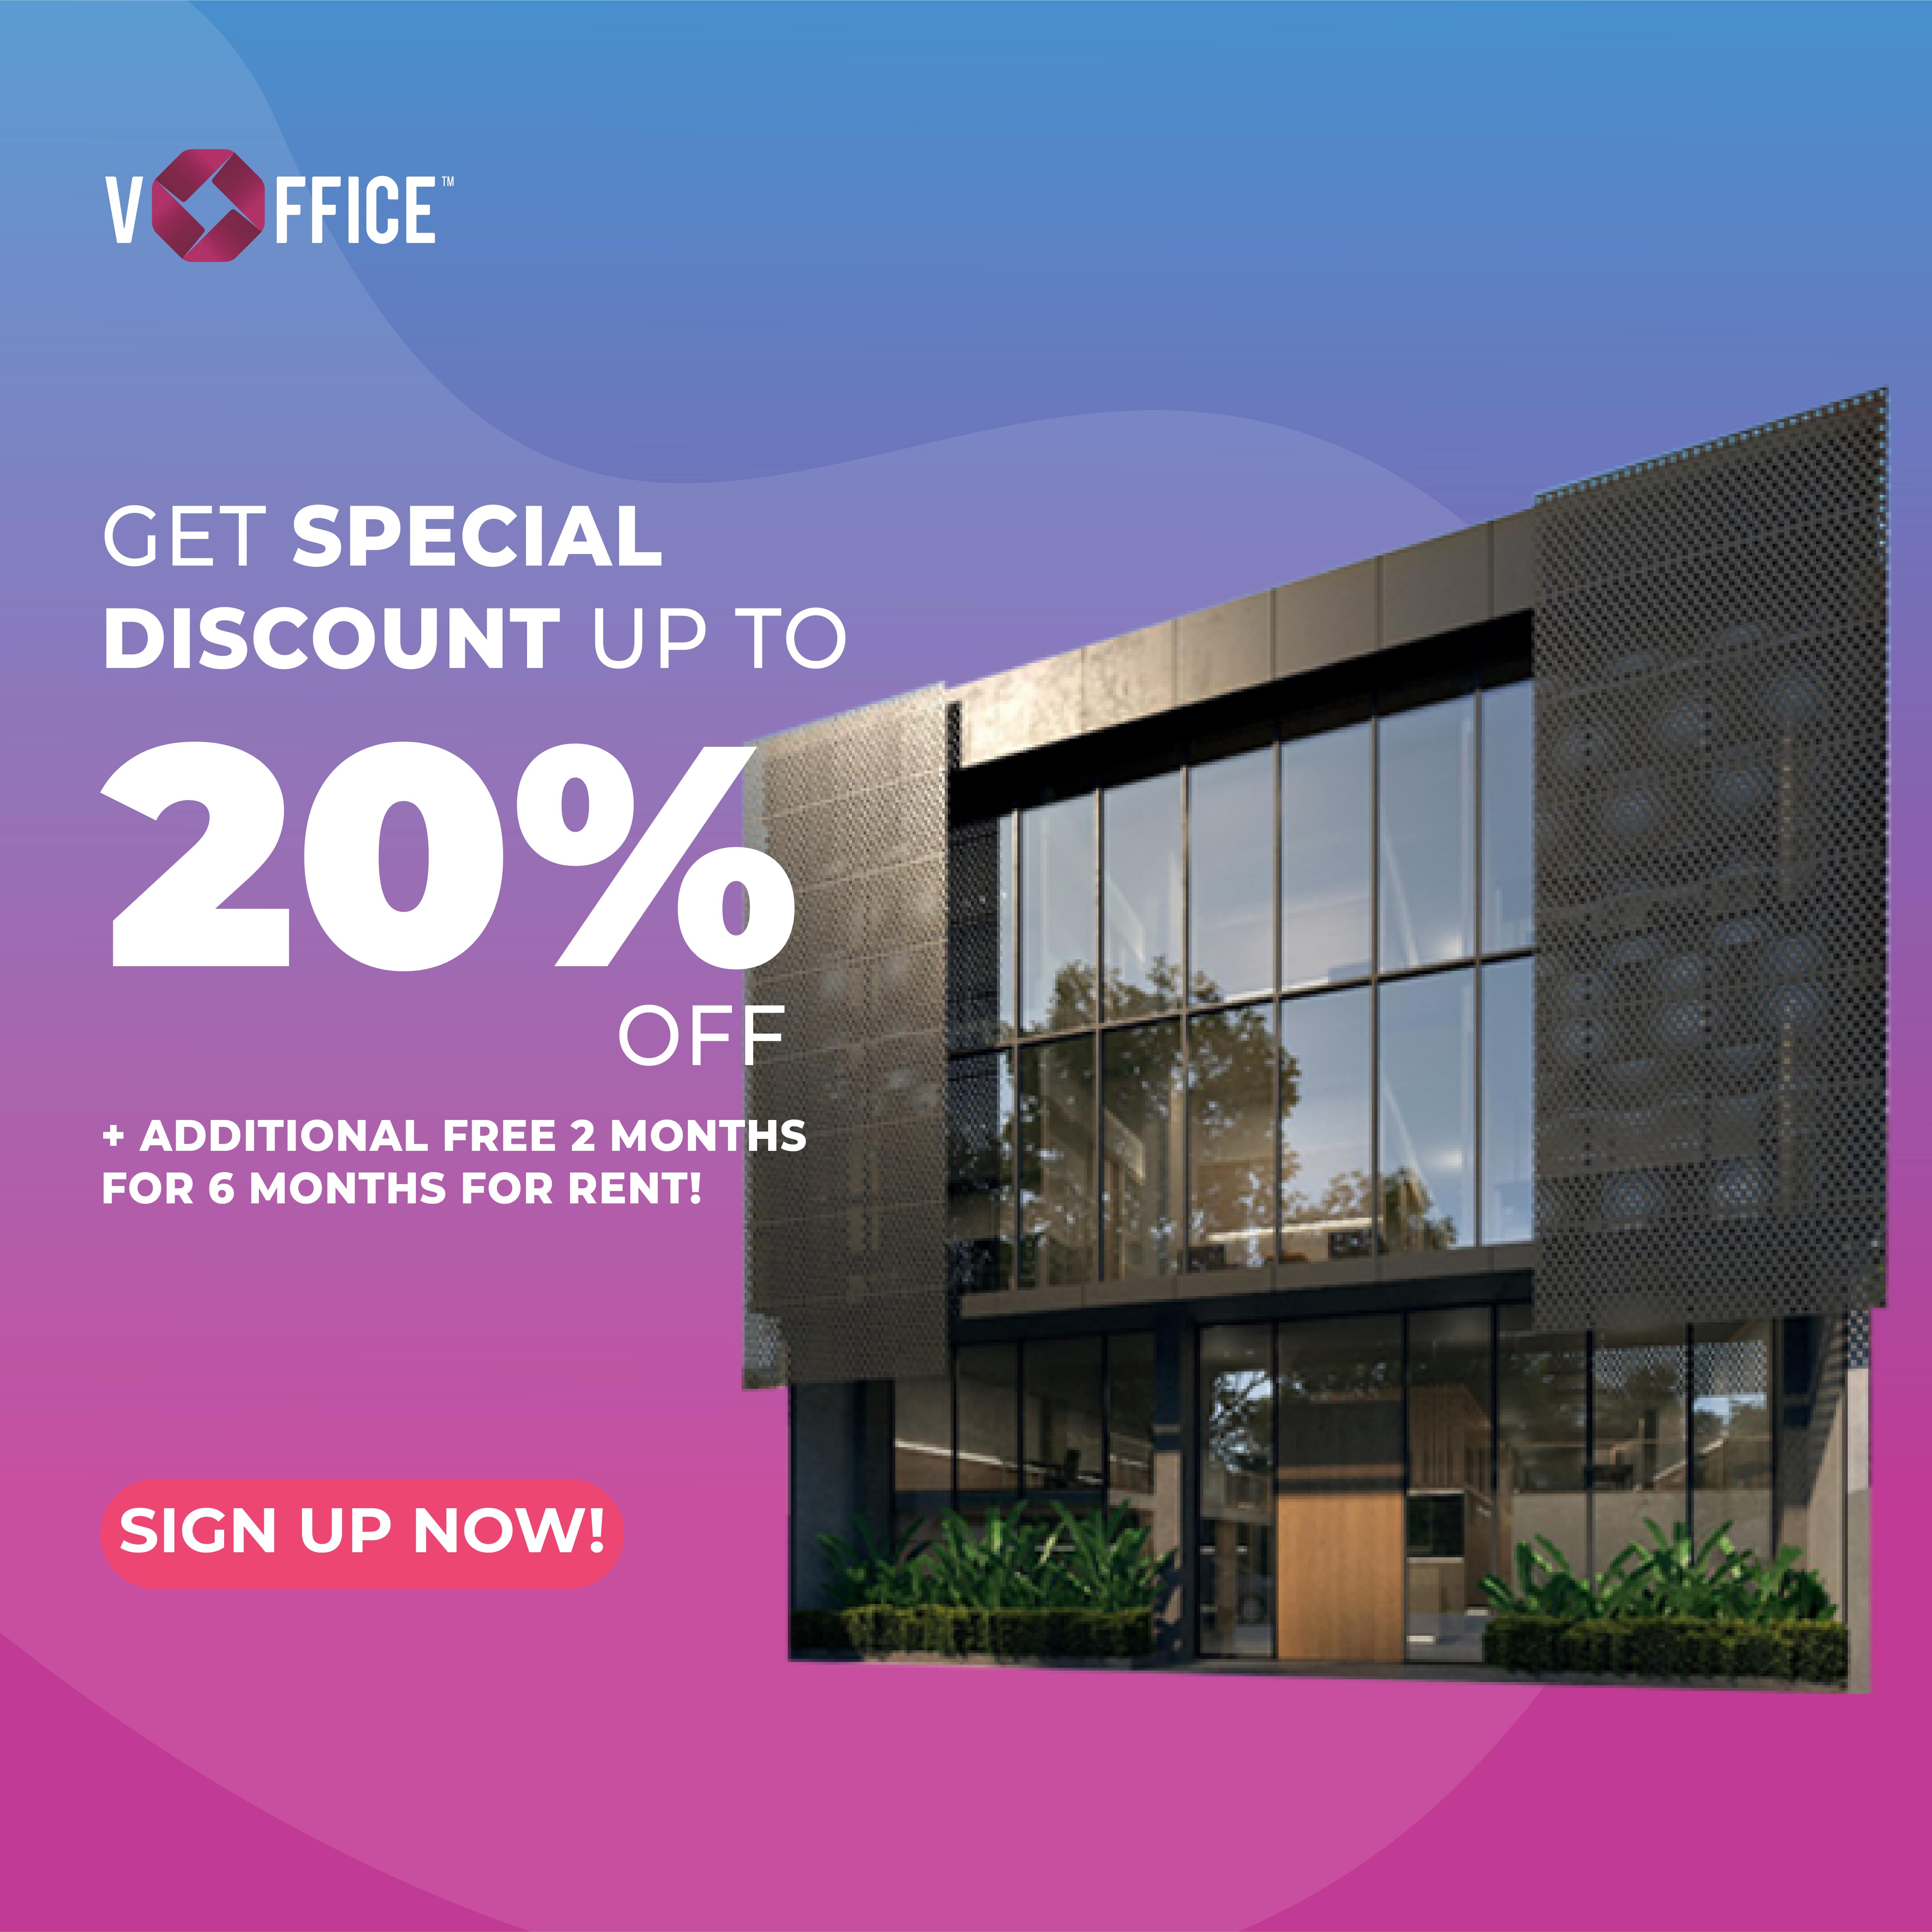 VOFFICE™
GET SPECIAL
DISCOUNT UP TO
20%
OFF
+ ADDITIONAL FREE 2 MONTHS
FOR 6 MONTHS FOR RENT!
SIGN UP NOW!